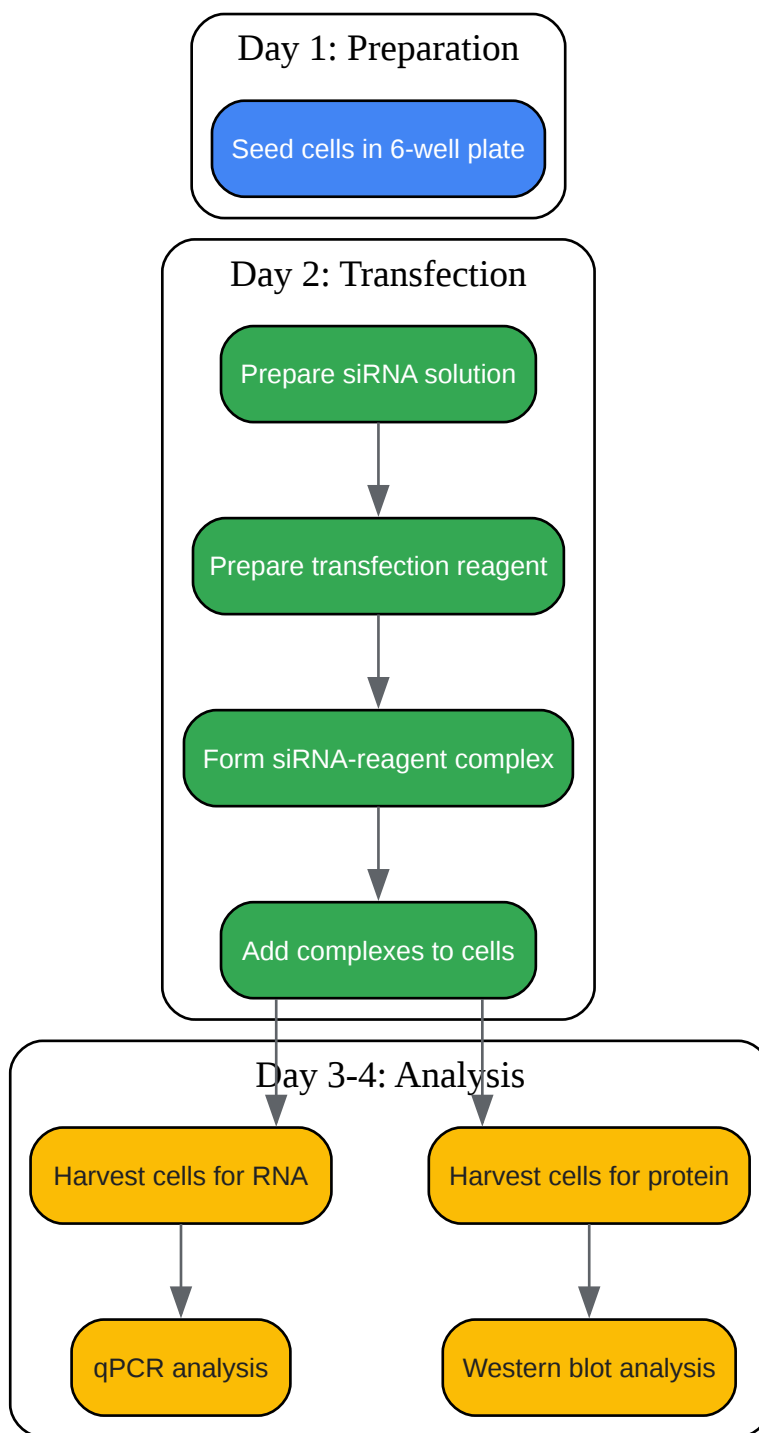 Day 1: Preparation
Seed cells in 6-well plate
Day 2: Transfection
Prepare siRNA solution
Prepare transfection reagent
Form siRNA-reagent complex
Add complexes to cells
Day 3-4: Analysis
Harvest cells for RNA
Harvest cells for protein
qPCR analysis
Western blot analysis